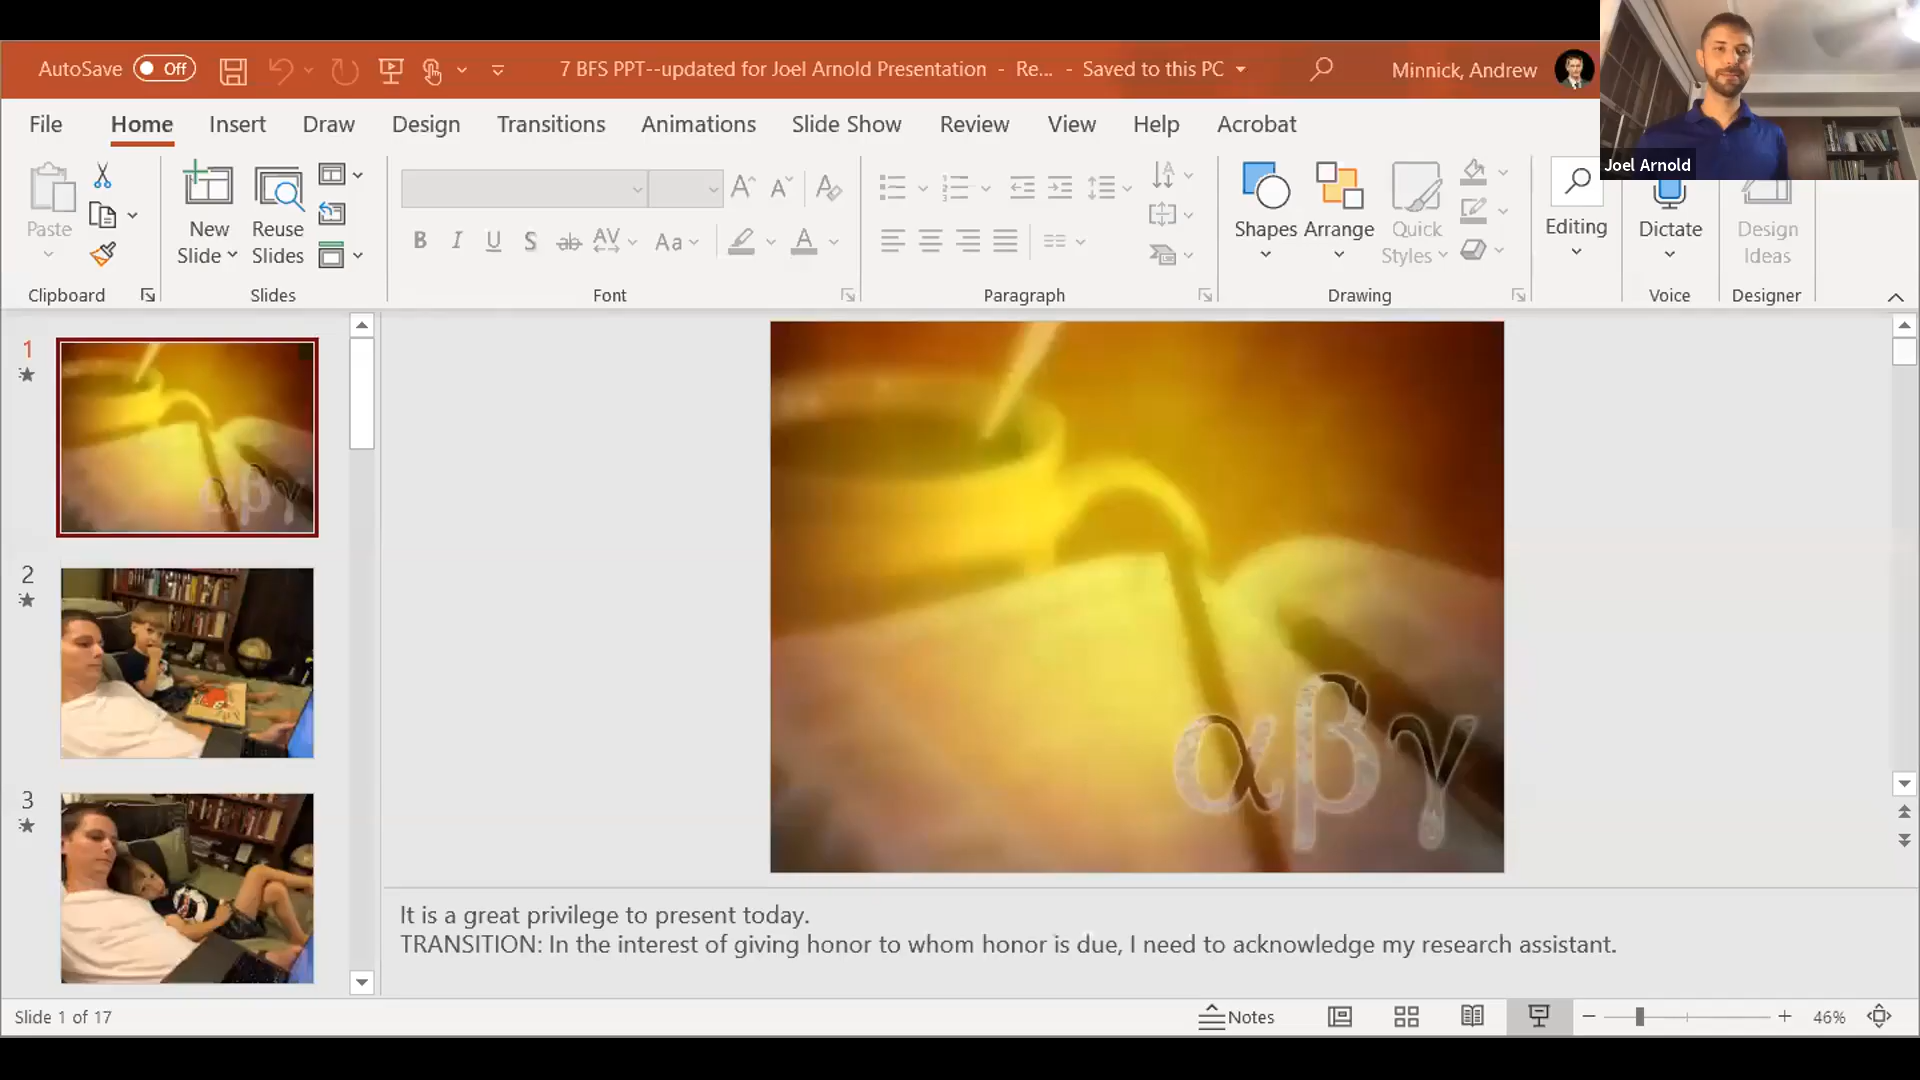 AutoSave Off 7 BFS PPT--updated for Joel Arnold Presentation - Re... - Saved to this PC Minnick, Andrew
File Home Insert Draw Design Transitions Animations Slide Show Review View Help Acrobat
Joel Arnold
Paste New Slide Reuse Slides Shapes Arrange Quick Styles Editing Dictate Design Ideas
B I U S ab AV Aa A
Clipboard Slides Font Paragraph Drawing Voice Designer
1
2
3
αβγ
It is a great privilege to present today.
TRANSITION: In the interest of giving honor to whom honor is due, I need to acknowledge my research assistant.
Slide 1 of 17 Notes 46%